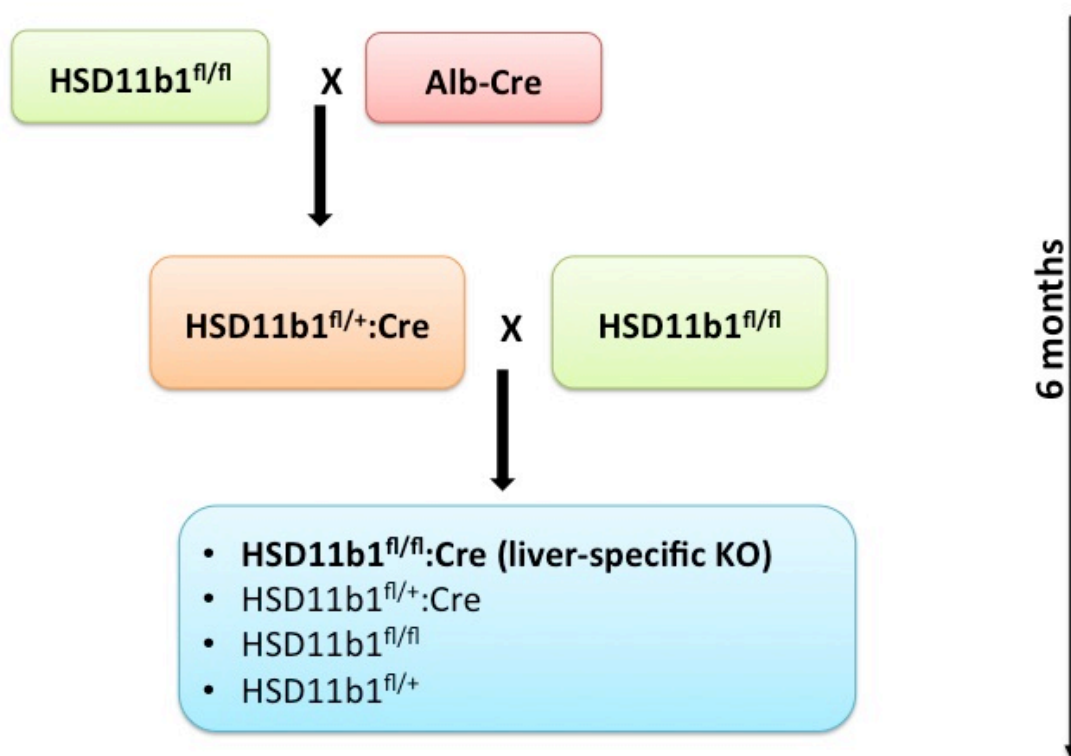 HSD11b1fl/fl X Alb-Cre
HSD11b1fl/+:Cre X HSD11b1fl/fl
6 months
• HSD11b1fl/fl:Cre (liver-specific KO)
• HSD11b1fl/+:Cre
• HSD11b1fl/fl
• HSD11b1fl/+